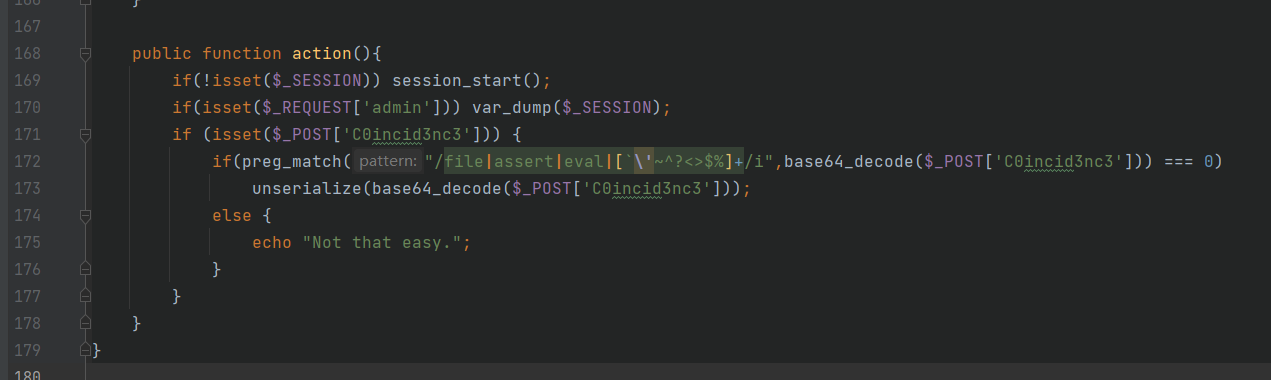 166 }
167
168 public function action(){
169 if(!isset($_SESSION)) session_start();
170 if(isset($_REQUEST['admin'])) var_dump($_SESSION);
171 if (isset($_POST['C0incid3nc3'])) {
172 if(preg_match( pattern: "/file|assert|eval|[`\'~^?<>$%]+/i",base64_decode($_POST['C0incid3nc3'])) === 0)
173 unserialize(base64_decode($_POST['C0incid3nc3']));
174 else {
175 echo "Not that easy.";
176 }
177 }
178 }
179 }
180